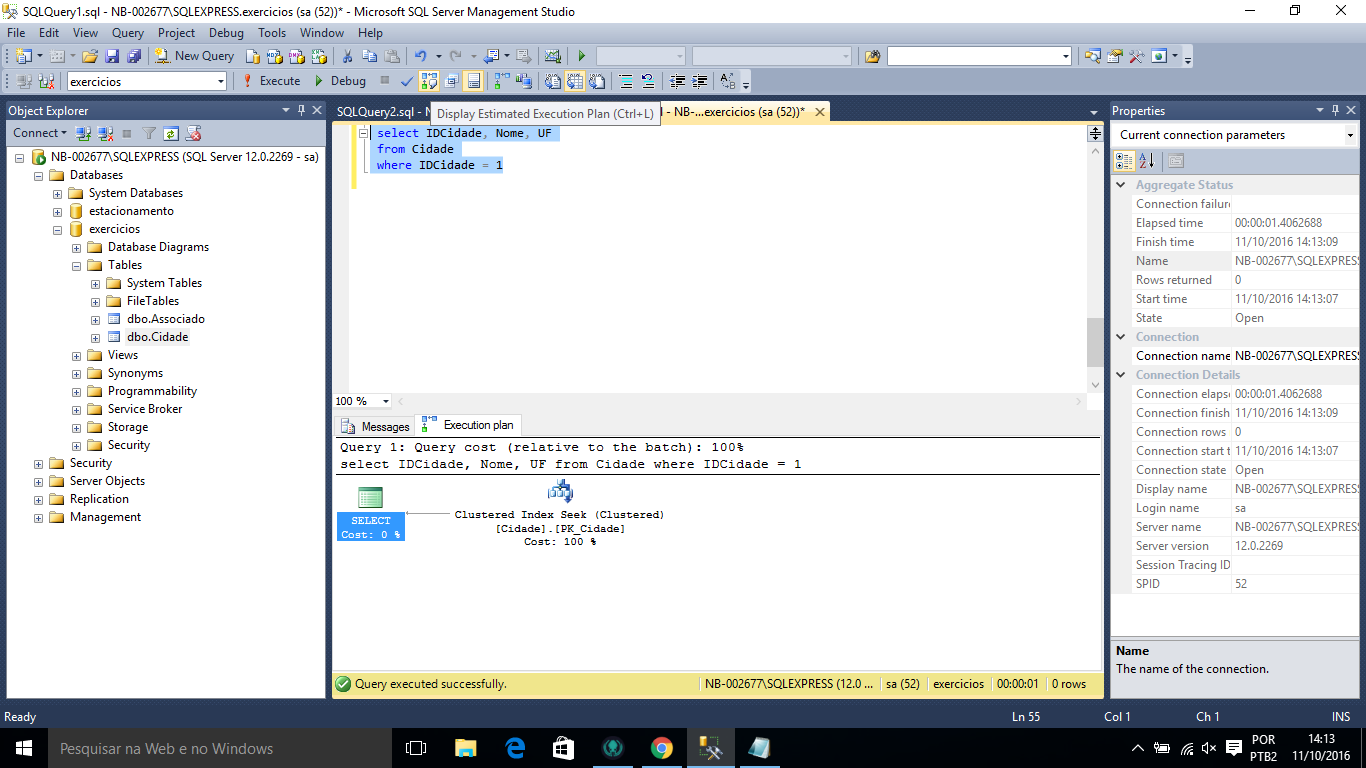 SQLQuery1.sql - NB-002677\SQLEXPRESS.exercicios (sa (52))* - Microsoft SQL Server Management Studio
File Edit View Query Project Debug Tools Window Help
New Query
exercicios Execute Debug
Object Explorer
Connect
NB-002677\SQLEXPRESS (SQL Server 12.0.2269 - sa)
Databases
System Databases
estacionamento
exercicios
Database Diagrams
Tables
System Tables
FileTables
dbo.Associado
dbo.Cidade
Views
Synonyms
Programmability
Service Broker
Storage
Security
Security
Server Objects
Replication
Management
SQLQuery2.sql - N
Display Estimated Execution Plan (Ctrl+L)
- NB-...exercicios (sa (52))*
select IDCidade, Nome, UF
from Cidade
where IDCidade = 1
100 %
Messages Execution plan
Query 1: Query cost (relative to the batch): 100%
select IDCidade, Nome, UF from Cidade where IDCidade = 1
SELECT
Cost: 0 %
Clustered Index Seek (Clustered)
[Cidade].[PK_Cidade]
Cost: 100 %
Query executed successfully. NB-002677\SQLEXPRESS (12.0 ... sa (52) exercicios 00:00:01 0 rows
Properties
Current connection parameters
Aggregate Status
Connection failure
Elapsed time 00:00:01.4062688
Finish time 11/10/2016 14:13:09
Name NB-002677\SQLEXPRESS
Rows returned 0
Start time 11/10/2016 14:13:07
State Open
Connection
Connection name NB-002677\SQLEXPRESS
Connection Details
Connection elapse 00:00:01.4062688
Connection finish 11/10/2016 14:13:09
Connection rows 0
Connection start t 11/10/2016 14:13:07
Connection state Open
Display name NB-002677\SQLEXPRESS
Login name sa
Server name NB-002677\SQLEXPRESS
Server version 12.0.2269
Session Tracing ID
SPID 52
Name
The name of the connection.
Ready Ln 55 Col 1 Ch 1 INS
Pesquisar na Web e no Windows
POR
PTB2
14:13
11/10/2016